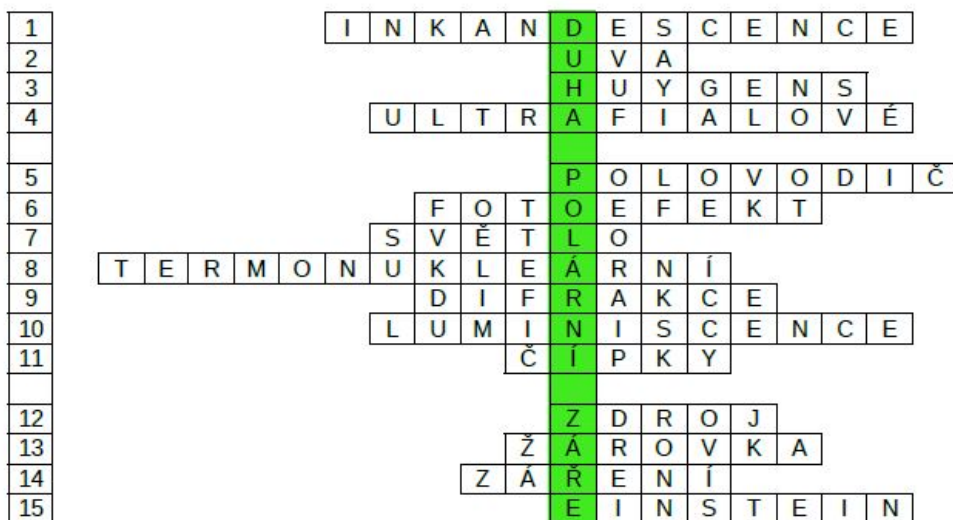 1 INKANDESCENCE
2 UVA
3 HUYGENS
4 ULTRAFIALOVÉ
5 POLOVODIČ
6 FOTOEFEKT
7 SVĚTLO
8 TERMONUKLEÁRNÍ
9 DIFRAKCE
10 LUMINISCENCE
11 ČÍPKY
12 ZDROJ
13 ŽÁROVKA
14 ZÁŘENÍ
15 EINSTEIN